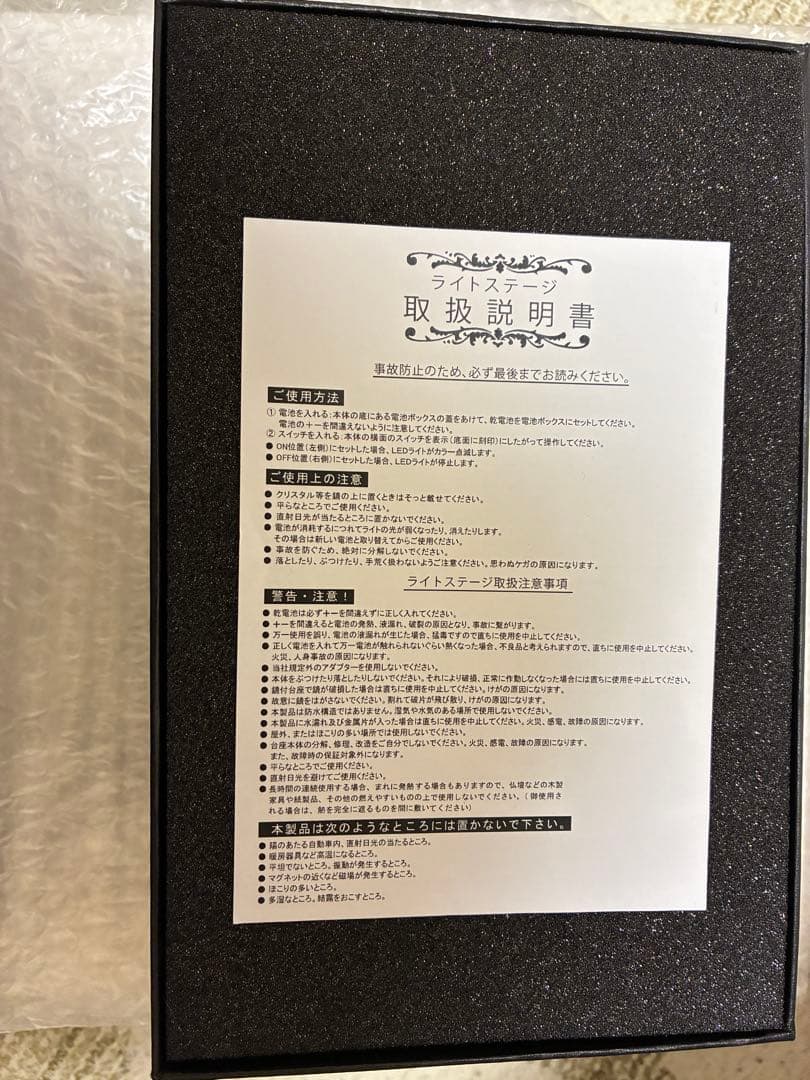 ライトステージ
取扱説明書
事故防止のため、必ず最後までお読みください。
ご使用方法
① 電池を入れる：本体の底にある電池ボックスの蓋をあけて、乾電池を電池ボックスにセットしてください。
電池の＋－を間違えないように注意してください。
② スイッチを入れる：本体の横面のスイッチを表示（底面に刻印）にしたがって操作してください。
● ON位置（左側）にセットした場合、LEDライトがカラー点滅します。
● OFF位置（右側）にセットした場合、LEDライトが停止します。
ご使用上の注意
● クリスタル等を鏡の上に置くときはそっと載せてください。
● 平らなところでご使用ください。
● 直射日光が当たるところに置かないでください。
● 電池が消耗するにつれてライトの光が弱くなったり、消えたりします。
その場合は新しい電池と取り替えてからご使用ください。
● 事故を防ぐため、絶対に分解しないでください。
● 落としたり、ぶつけたり、手荒く扱わないようご注意ください。思わぬケガの原因になります。
ライトステージ取扱注意事項
警告・注意！
● 乾電池は必ず＋－を間違えずに正しく入れてください。
● ＋－を間違えると電池の発熱、液漏れ、破裂の原因となり、事故に繋がります。
● 万一使用を誤り、電池の液漏れが生じた場合、猛毒ですので直ちに使用を中止してください。
● 正しく電池を入れて万一電池が触れられないぐらい熱くなった場合、不良品と考えられますので、直ちに使用を中止してください。
火災、人身事故の原因になります。
● 当社規定外のアダプターを使用しないでください。
● 本体をぶつけたり落としたりしないでください。それにより破損、正常に作動しなくなった場合には直ちに使用を中止してください。
● 鏡付台座で鏡が破損した場合は直ちに使用を中止してください。けがの原因になります。
● 故意に鏡をはがさないでください。割れて破片が飛び散り、けがの原因になります。
● 本製品は防水構造ではありません。湿気や水気のある場所で使用しないでください。
● 本製品に水濡れ及び金属片が入った場合は直ちに使用を中止してください。火災、感電、故障の原因になります。
● 屋外、またはほこりの多い場所では使用しないでください。
● 台座本体の分解、修理、改造をご自分でしないでください。火災、感電、故障の原因になります。
また、故障時の保証対象外になります。
● 平らなところでご使用ください。
● 直射日光を避けてご使用ください。
● 長時間の連続使用する場合、まれに発熱する場合もありますので、仏壇などの木製
家具や紙製品、その他の燃えやすいものの上で使用しないでください。（御使用さ
れる場合は、熱を完全に遮るものを間に敷いてください）
本製品は次のようなところには置かないで下さい。
● 陽のあたる自動車内、直射日光の当たるところ。
● 暖房器具など高温になるところ。
● 平坦でないところ。振動が発生するところ。
● マグネットの近くなど磁場が発生するところ。
● ほこりの多いところ。
● 多湿なところ。結露をおこすところ。